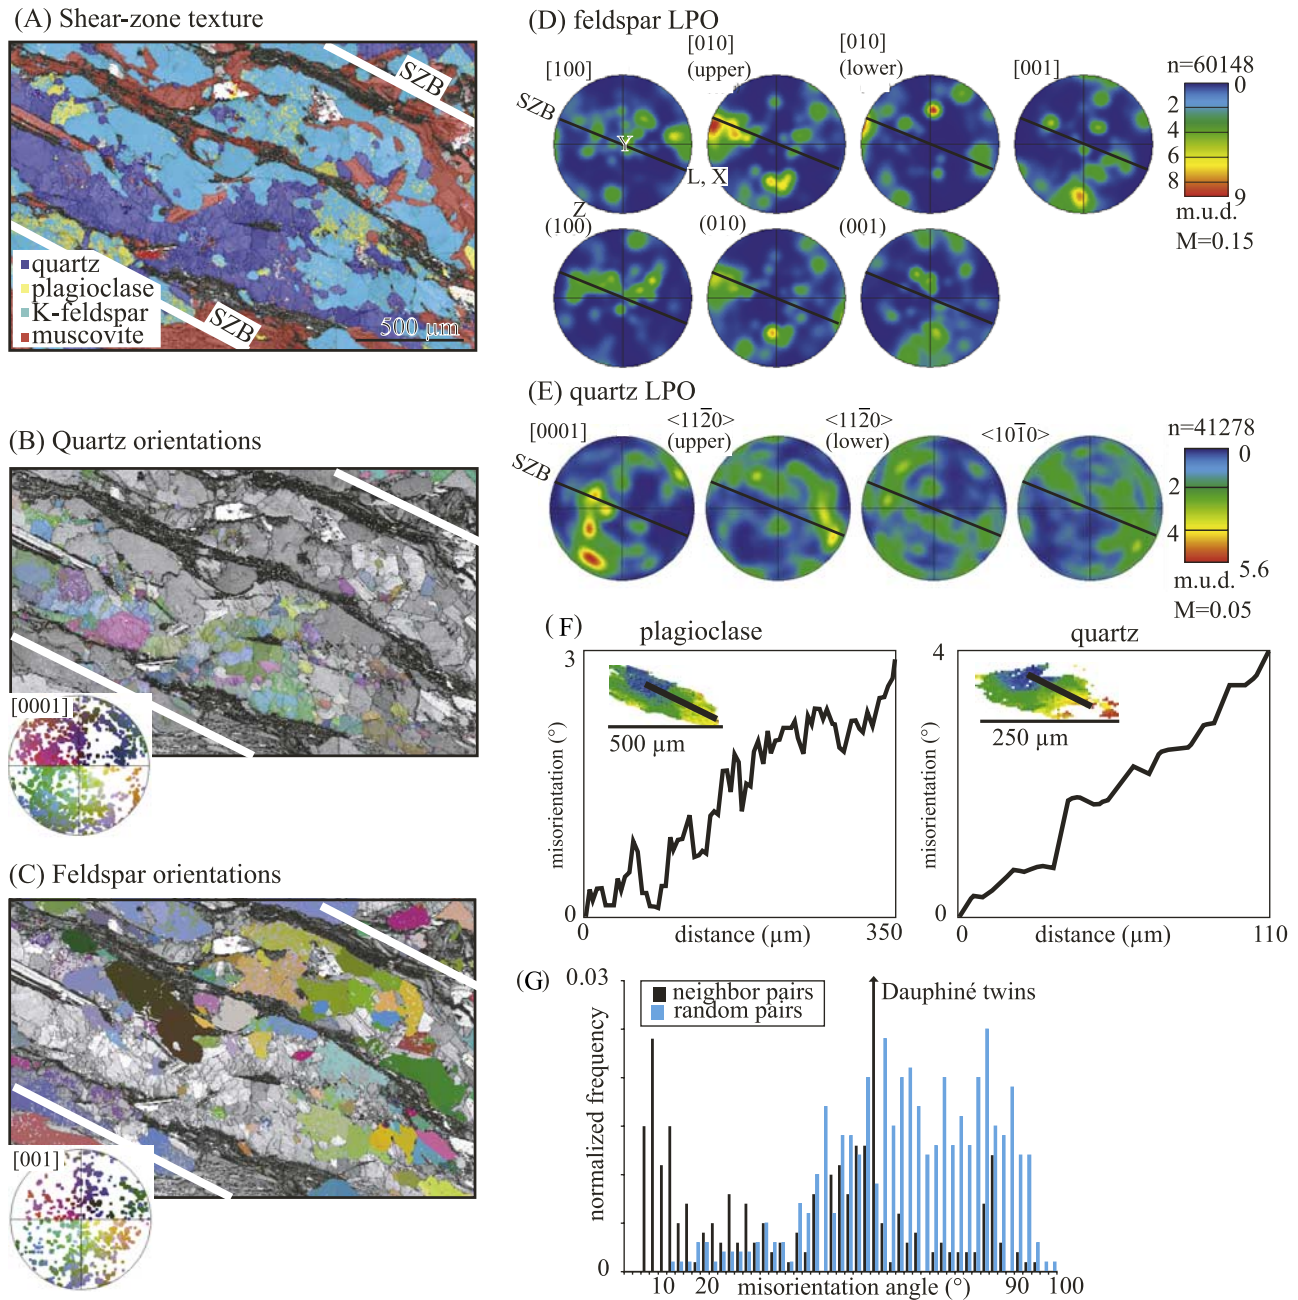 (A) Shear-zone texture
SZB
quartz
plagioclase
K-feldspar
muscovite
SZB
500 µm
(B) Quartz orientations
[0001]
(C) Feldspar orientations
[001]
(D) feldspar LPO
[100]
[010]
(upper)
[010]
(lower)
[001]
n=60148
SZB
Y
L, X
Z
0
2
4
6
8
9
m.u.d.
M=0.15
(100)
(010)
(001)
(E) quartz LPO
[0001]
<112̅0>
(upper)
<112̅0>
(lower)
<101̅0>
n=41278
SZB
0
2
4
5.6
m.u.d.
M=0.05
(F)
plagioclase
3
misorientation (°)
500 µm
0
0
distance (µm)
350
quartz
4
misorientation (°)
250 µm
0
0
distance (µm)
110
(G)
0.03
normalized frequency
neighbor pairs
random pairs
Dauphiné twins
0
10
20
misorientation angle (°)
90
100